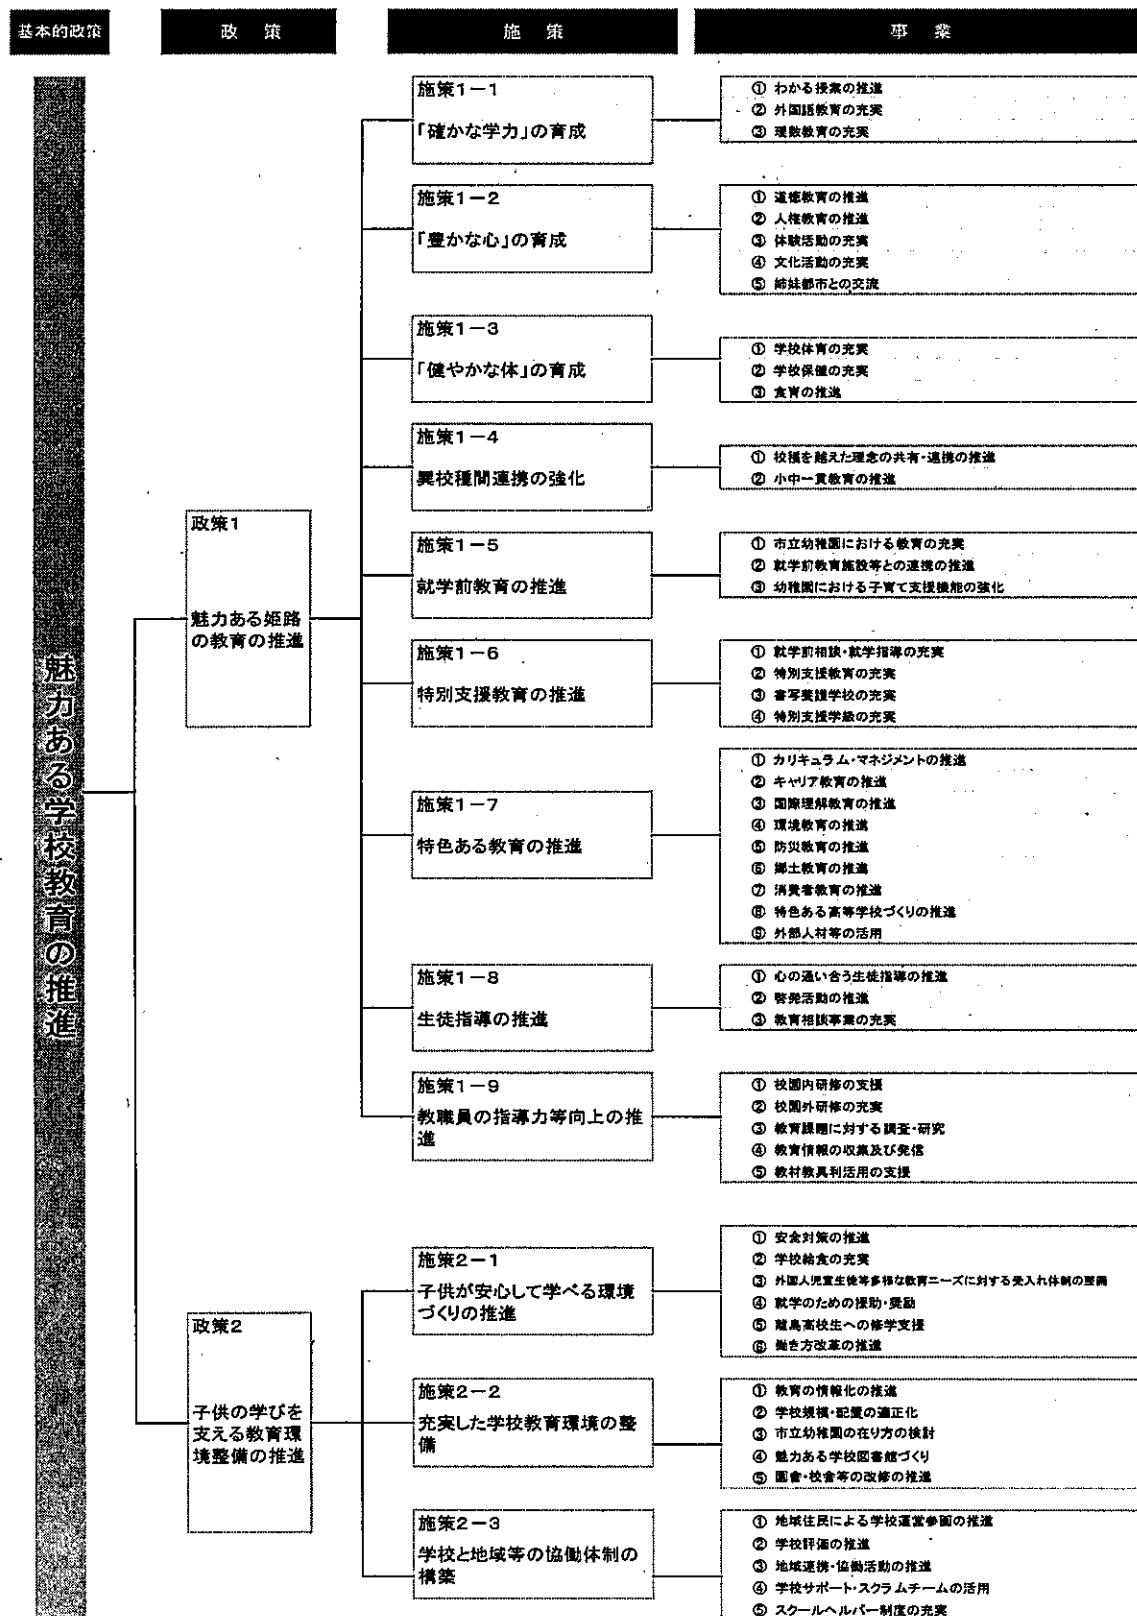 基本的政策
政 策
施 策
事 業
魅力ある学校教育の推進
政策1
魅力ある姫路
の教育の推進
施策1－1
「確かな学力」の育成
① わかる授業の推進
② 外国語教育の充実
③ 理数教育の充実
施策1－2
「豊かな心」の育成
① 道徳教育の推進
② 人権教育の推進
③ 体験活動の充実
④ 文化活動の充実
⑤ 姉妹都市との交流
施策1－3
「健やかな体」の育成
① 学校体育の充実
② 学校保健の充実
③ 食育の推進
施策1－4
異校種間連携の強化
① 校種を越えた理念の共有・連携の推進
② 小中一貫教育の推進
施策1－5
就学前教育の推進
① 市立幼稚園における教育の充実
② 就学前教育施設等との連携の推進
③ 幼稚園における子育て支援機能の強化
施策1－6
特別支援教育の推進
① 就学前相談・就学指導の充実
② 特別支援教育の充実
③ 書写養護学校の充実
④ 特別支援学級の充実
施策1－7
特色ある教育の推進
① カリキュラム・マネジメントの推進
② キャリア教育の推進
③ 国際理解教育の推進
④ 環境教育の推進
⑤ 防災教育の推進
⑥ 郷土教育の推進
⑦ 消費者教育の推進
⑧ 特色ある高等学校づくりの推進
⑨ 外部人材等の活用
施策1－8
生徒指導の推進
① 心の通い合う生徒指導の推進
② 啓発活動の推進
③ 教育相談事業の充実
施策1－9
教職員の指導力等向上の推
進
① 校園内研修の支援
② 校園外研修の充実
③ 教育課題に対する調査・研究
④ 教育情報の収集及び発信
⑤ 教材教具利活用の支援
政策2
子供の学びを
支える教育環
境整備の推進
施策2－1
子供が安心して学べる環境
づくりの推進
① 安全対策の推進
② 学校給食の充実
③ 外国人児童生徒等多様な教育ニーズに対する受入れ体制の整備
④ 就学のための援助・奨励
⑤ 離島高校生への修学支援
⑥ 働き方改革の推進
施策2－2
充実した学校教育環境の整
備
① 教育の情報化の推進
② 学校規模・配置の適正化
③ 市立幼稚園の在り方の検討
④ 魅力ある学校図書館づくり
⑤ 園舎・校舎等の改修の推進
施策2－3
学校と地域等の協働体制の
構築
① 地域住民による学校運営参画の推進
② 学校評価の推進
③ 地域連携・協働活動の推進
④ 学校サポート・スクラムチームの活用
⑤ スクールヘルパー制度の充実